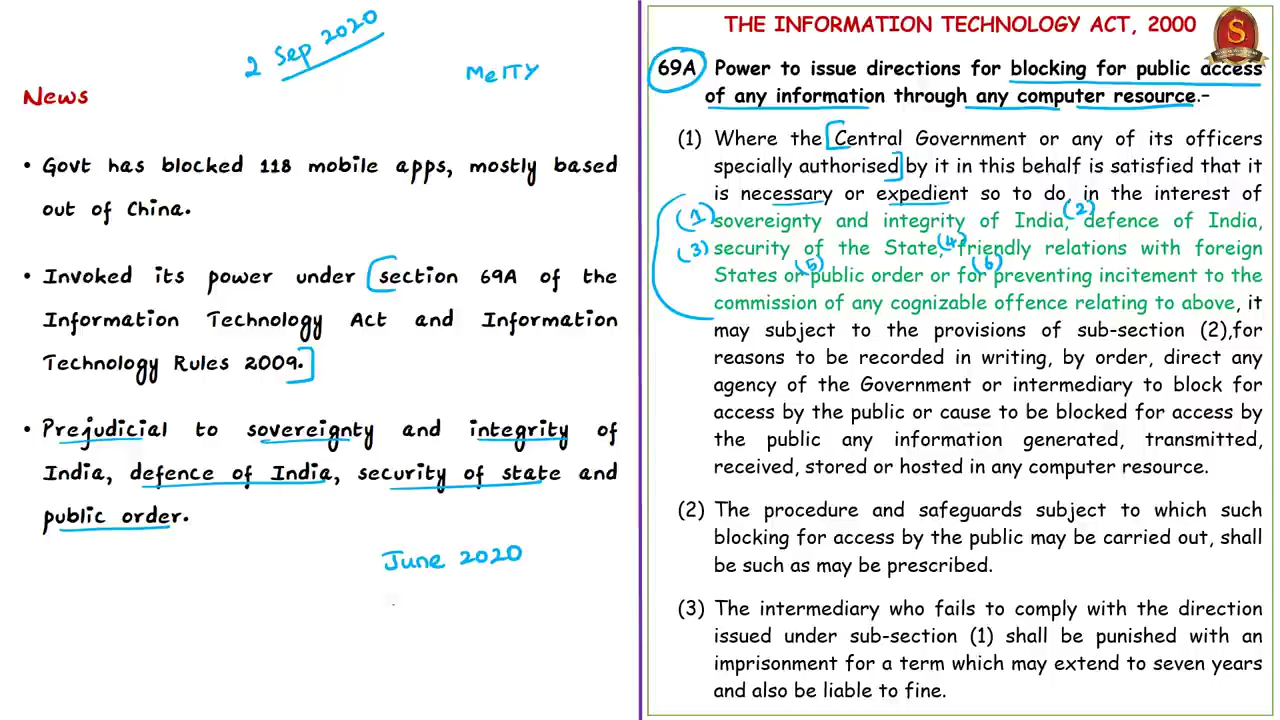 2 Sep 2020
MeITY
News
• Govt has blocked 118 mobile apps, mostly based
out of China.
• Invoked its power under [section 69A of the
Information Technology Act and Information
Technology Rules 2009.]
• Prejudicial to sovereignty and integrity of
India, defence of India, security of state and
public order.
June 2020
THE INFORMATION TECHNOLOGY ACT, 2000
S
69A Power to issue directions for blocking for public access
of any information through any computer resource.-
(1) Where the [Central Government or any of its officers
specially authorised] by it in this behalf is satisfied that it
is necessary or expedient so to do, in the interest of
(1) sovereignty and integrity of India, (2) defence of India,
(3) security of the State, (4) friendly relations with foreign
States or (5) public order or for (6) preventing incitement to the
commission of any cognizable offence relating to above, it
may subject to the provisions of sub-section (2),for
reasons to be recorded in writing, by order, direct any
agency of the Government or intermediary to block for
access by the public or cause to be blocked for access by
the public any information generated, transmitted,
received, stored or hosted in any computer resource.
(2) The procedure and safeguards subject to which such
blocking for access by the public may be carried out, shall
be such as may be prescribed.
(3) The intermediary who fails to comply with the direction
issued under sub-section (1) shall be punished with an
imprisonment for a term which may extend to seven years
and also be liable to fine.